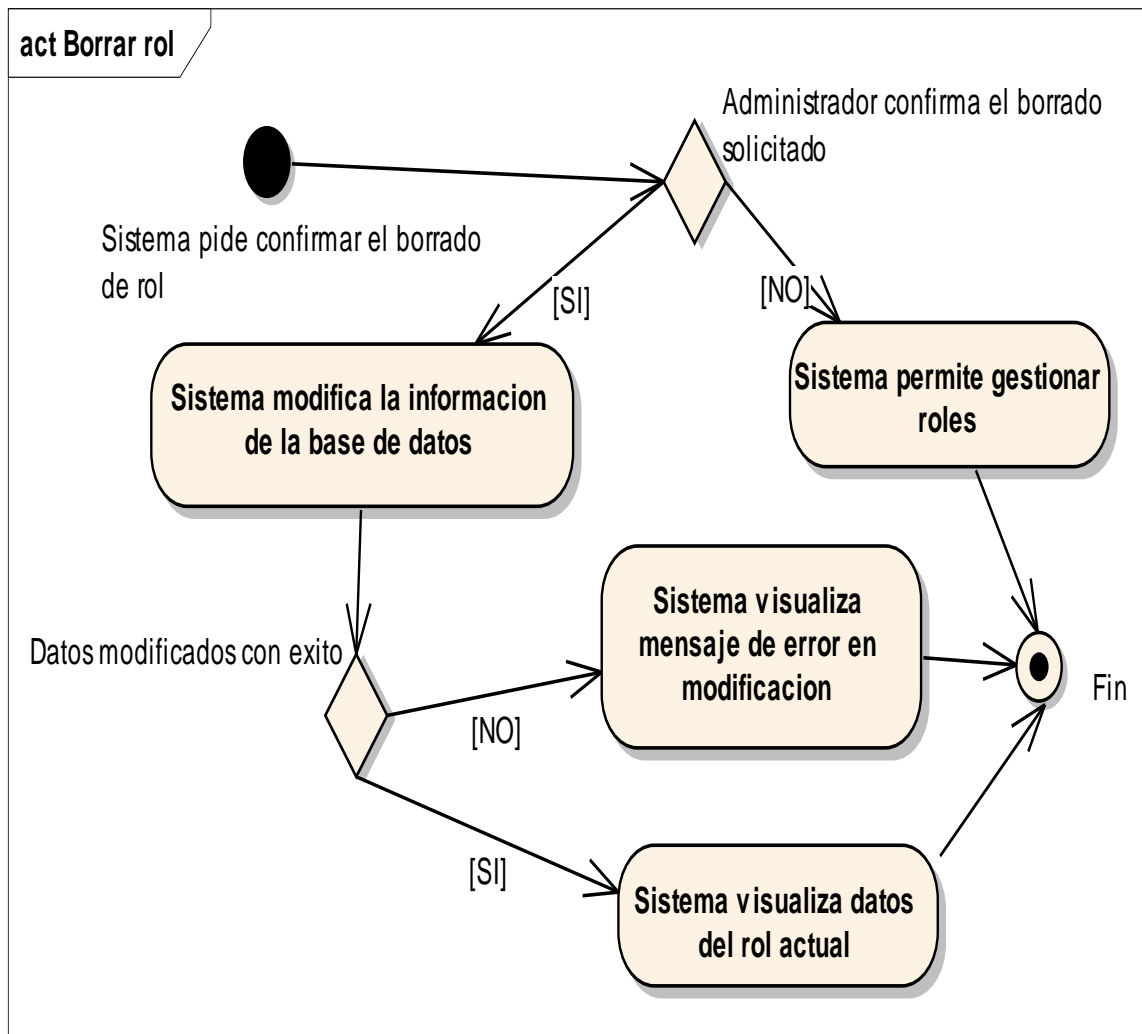 act Borrar rol
Administrador confirma el borrado
solicitado
Sistema pide confirmar el borrado
de rol
[SI]
[NO]
Sistema modifica la informacion
de la base de datos
Sistema permite gestionar
roles
Datos modificados con exito
Sistema visualiza
mensaje de error en
modificacion
Fin
[NO]
[SI]
Sistema visualiza datos
del rol actual